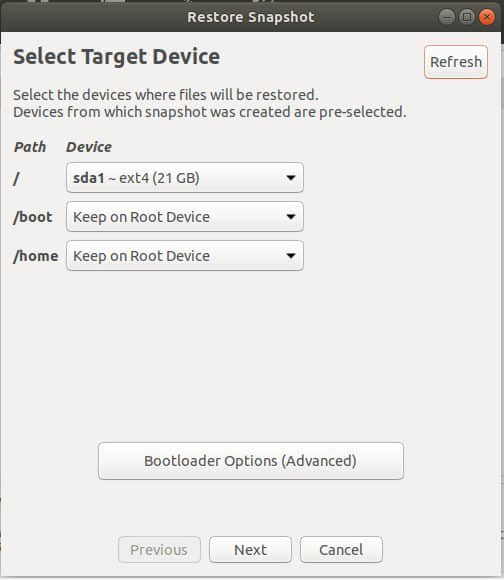 Restore Snapshot
Select Target Device
Refresh
Select the devices where files will be restored.
Devices from which snapshot was created are pre-selected.
Path Device
/ sda1 ~ ext4 (21 GB)
/boot Keep on Root Device
/home Keep on Root Device
Bootloader Options (Advanced)
Previous Next Cancel